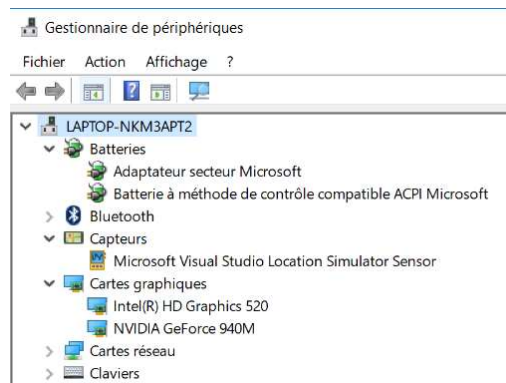 Gestionnaire de périphériques
Fichier Action Affichage ?
LAPTOP-NKM3APT2
Batteries
Adaptateur secteur Microsoft
Batterie à méthode de contrôle compatible ACPI Microsoft
Bluetooth
Capteurs
Microsoft Visual Studio Location Simulator Sensor
Cartes graphiques
Intel(R) HD Graphics 520
NVIDIA GeForce 940M
Cartes réseau
Claviers